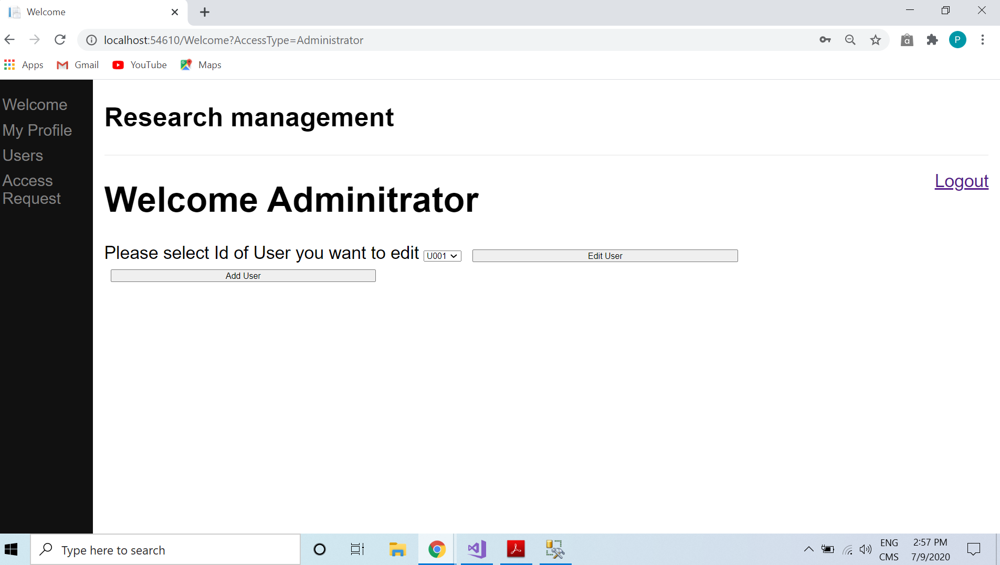 Welcome
localhost:54610/Welcome?AccessType=Administrator
P
Apps Gmail YouTube Maps
Welcome
My Profile
Users
Access
Request
Research management
Logout
Welcome Adminitrator
Please select Id of User you want to edit U001 Edit User
Add User
Type here to search
ENG 2:57 PM
CMS 7/9/2020